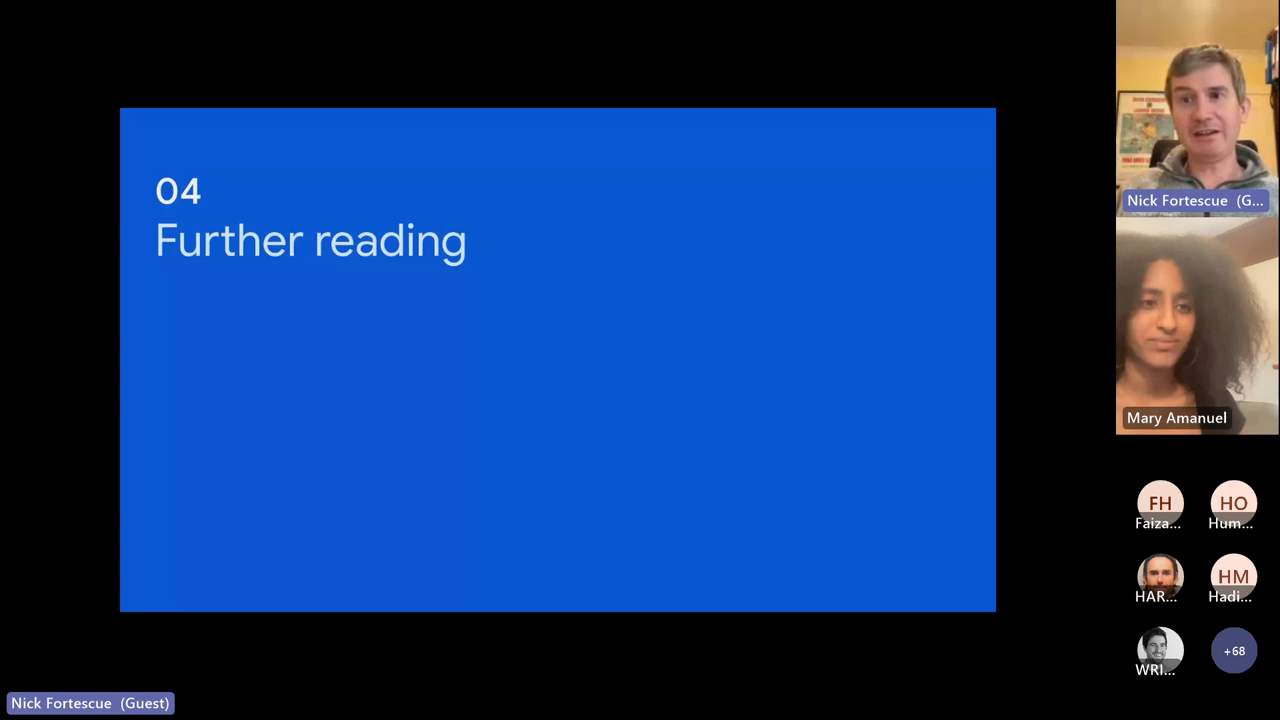 04
Further reading
Nick Fortescue (G...
Mary Amanuel
FH
Faiza...
HO
Hum...
HAR...
HM
Hadi...
WRI...
+68
Nick Fortescue (Guest)